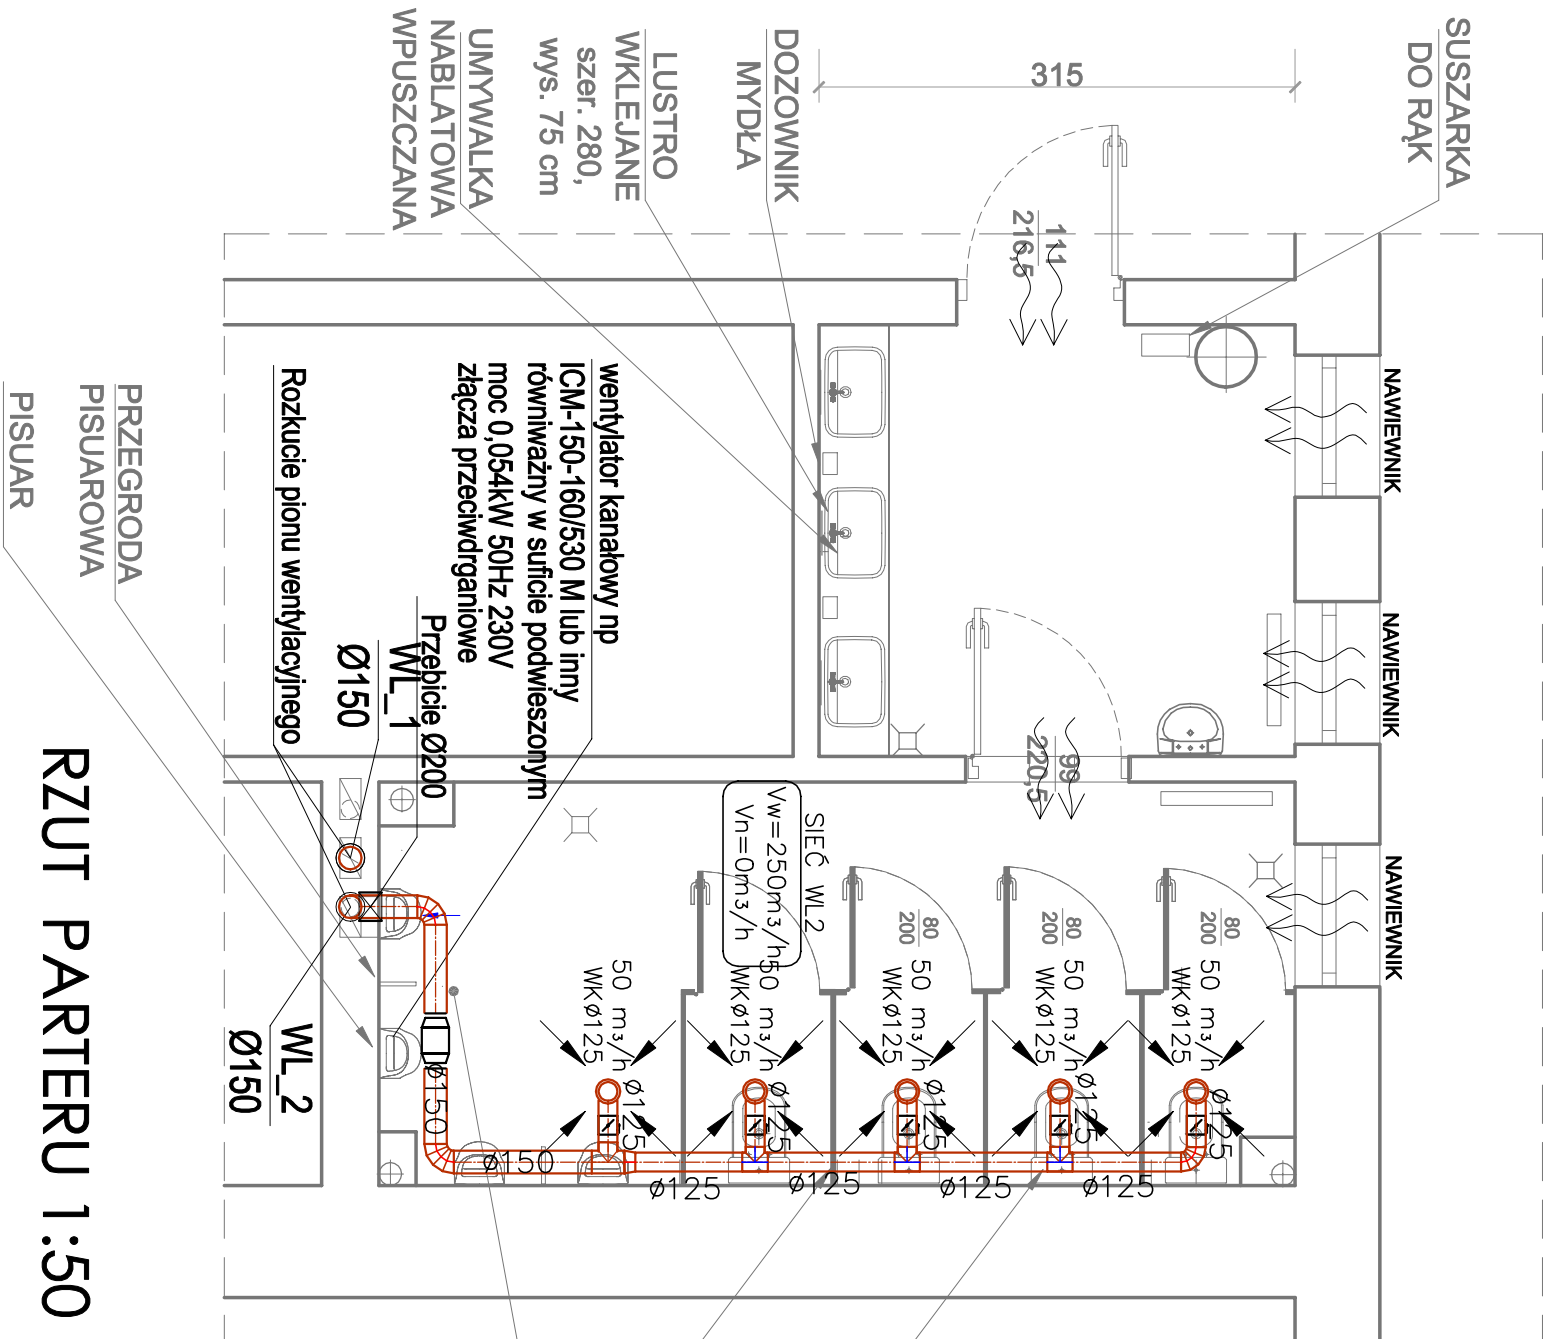 SUSZARKA
DO RĄK
315
DOZOWNIK
MYDŁA
LUSTRO
WKLEJANE
szer. 280,
wys. 75 cm
UMYWALKA
NABLATOWA
WPUSZCZANA
111
216,5
NAWIEWNIK
NAWIEWNIK
NAWIEWNIK
wentylator kanałowy np
ICM-150-160/530 M lub inny
równiważny w suficie podwieszonym
moc 0,054kW 50Hz 230V
złącza przeciwdrganiowe
Przebicie Ø200
WL_1
Ø150
Rozkucie pionu wentylacyjnego
PRZEGRODA
PISUAROWA
PISUAR
99
220,5
SIEĆ WL2
Vw=250m3/h
Vn=0m3/h
80
200
80
200
80
200
50 m3/h
WKØ125
50 m3/h
WKØ125
50 m3/h
WKØ125
50 m3/h
WKØ125
50 m3/h
WKØ125
Ø125
Ø125
Ø125
Ø125
Ø125
Ø125
Ø125
Ø125
Ø125
Ø150
Ø150
WL_2
Ø150
RZUT PARTERU 1:50